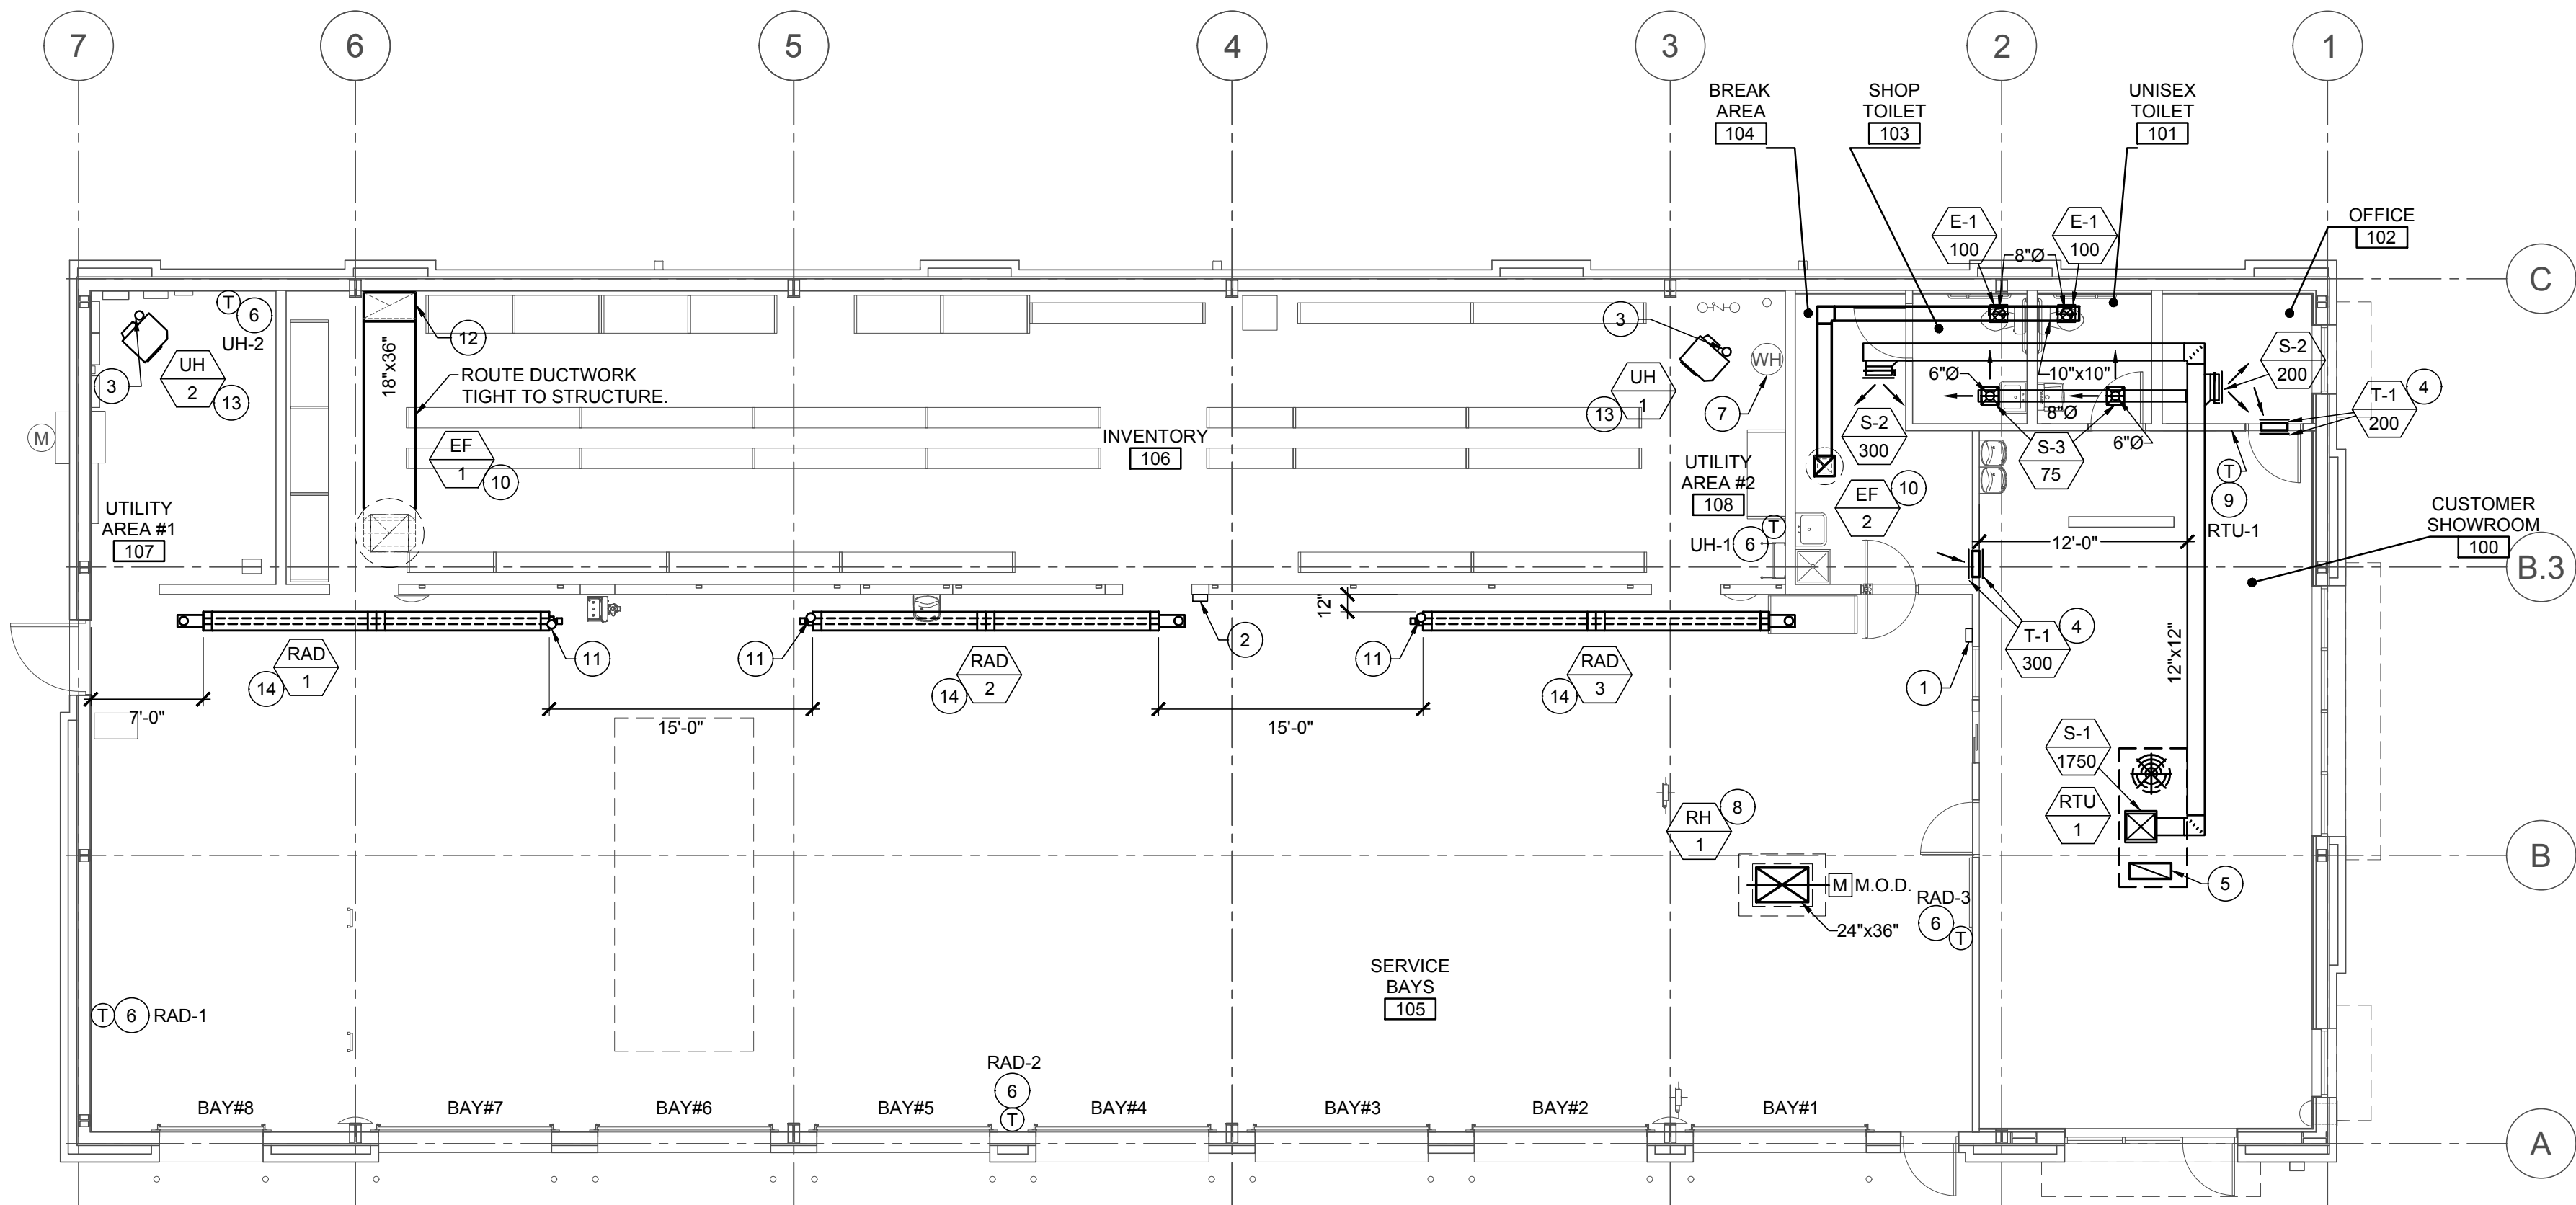 7
6
5
4
3
2
1
BREAK
AREA
104
SHOP
TOILET
103
UNISEX
TOILET
101
OFFICE
102
E-1
100
E-1
100
8"Ø
C
T
6
UH-2
UH
2
13
3
M
12
18"x36"
ROUTE DUCTWORK
TIGHT TO STRUCTURE.
EF
1
10
INVENTORY
106
3
UH
1
13
WH
7
S-2
300
6"Ø
10"x10"
8"Ø
6"Ø
S-3
75
S-2
200
T-1
200
4
T
9
RTU-1
UTILITY
AREA #1
107
UTILITY
AREA #2
108
UH-1
6
T
EF
2
10
12'-0"
CUSTOMER
SHOWROOM
100
B.3
12"
2
11
11
11
RAD
1
14
RAD
2
14
RAD
3
14
7'-0"
15'-0"
15'-0"
T-1
300
4
1
12"x12"
S-1
1750
RTU
1
RH
1
8
B
M
M.O.D.
24"x36"
RAD-3
6
T
5
SERVICE
BAYS
105
T
6
RAD-1
RAD-2
6
T
BAY#8
BAY#7
BAY#6
BAY#5
BAY#4
BAY#3
BAY#2
BAY#1
A